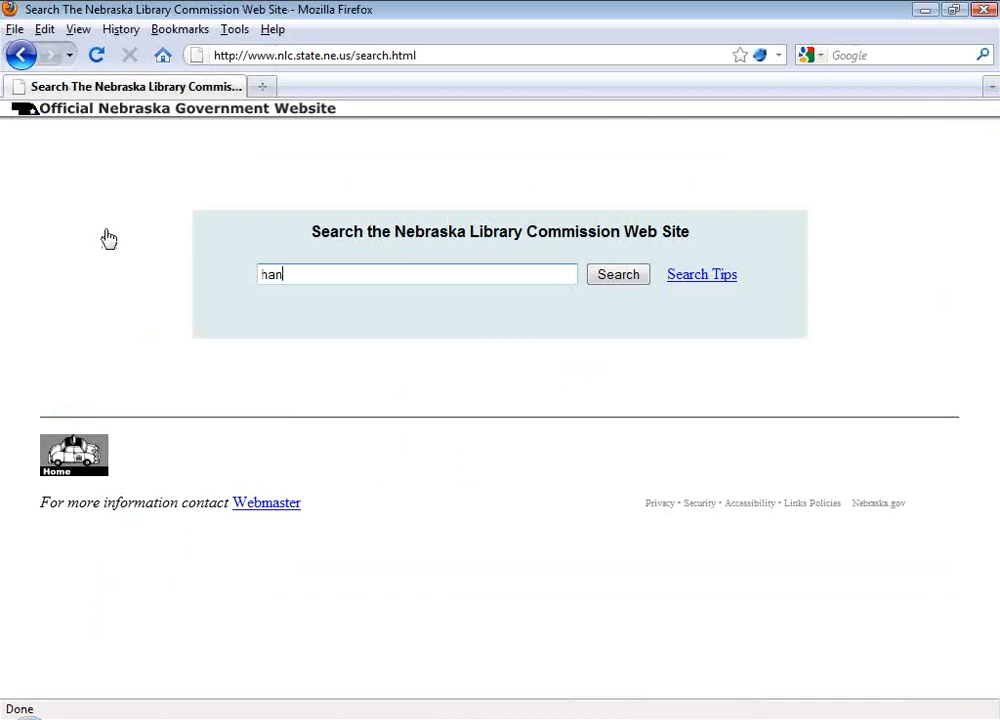 Search The Nebraska Library Commission Web Site - Mozilla Firefox
File Edit View History Bookmarks Tools Help
http://www.nlc.state.ne.us/search.html
Google
Search The Nebraska Library Commis...
Official Nebraska Government Website
Search the Nebraska Library Commission Web Site
han
Search
Search Tips
Home
For more information contact Webmaster
Privacy • Security • Accessibility • Links Policies Nebraska.gov
Done